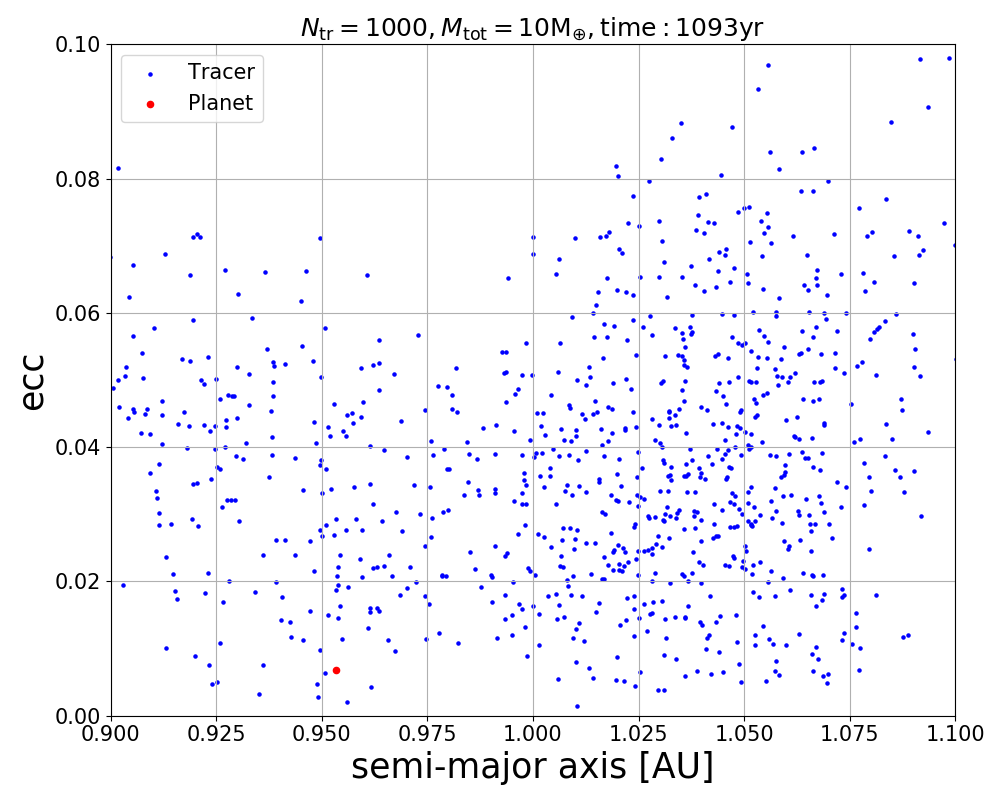 N_tr = 1000, M_tot = 10M_⊕, time : 1093yr
Tracer
Planet
0.10
0.08
0.06
0.04
0.02
0.00
ecc
0.900 0.925 0.950 0.975 1.000 1.025 1.050 1.075 1.100
semi-major axis [AU]